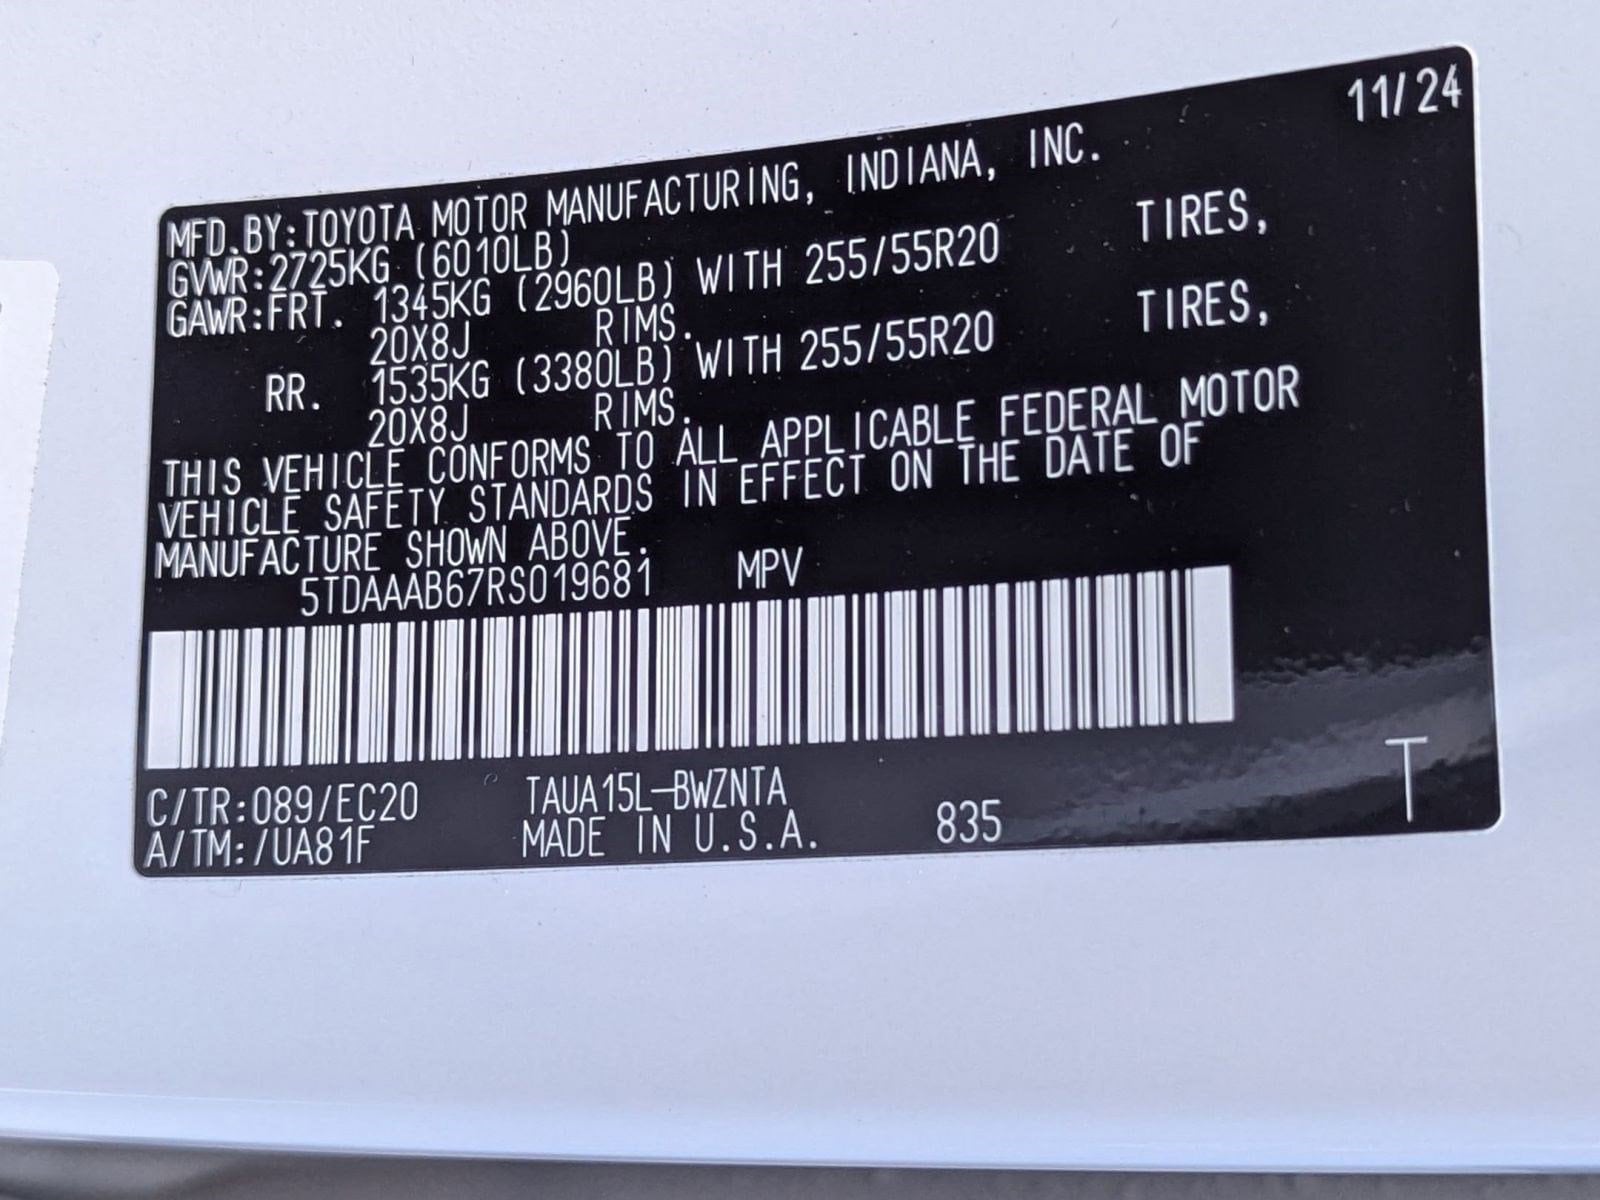 11/24
MFD.BY:TOYOTA MOTOR MANUFACTURING, INDIANA, INC.
GVWR:2725KG (6010LB)
GAWR:FRT. 1345KG (2960LB) WITH 255/55R20 TIRES,
20X8J RIMS.
RR. 1535KG (3380LB) WITH 255/55R20 TIRES,
20X8J RIMS.
THIS VEHICLE CONFORMS TO ALL APPLICABLE FEDERAL MOTOR
VEHICLE SAFETY STANDARDS IN EFFECT ON THE DATE OF
MANUFACTURE SHOWN ABOVE.
5TDAAAB67RS019681 MPV
C/TR:089/EC20 TAUA15L-BWZNTA
A/TM:/UA81F MADE IN U.S.A. 835 T